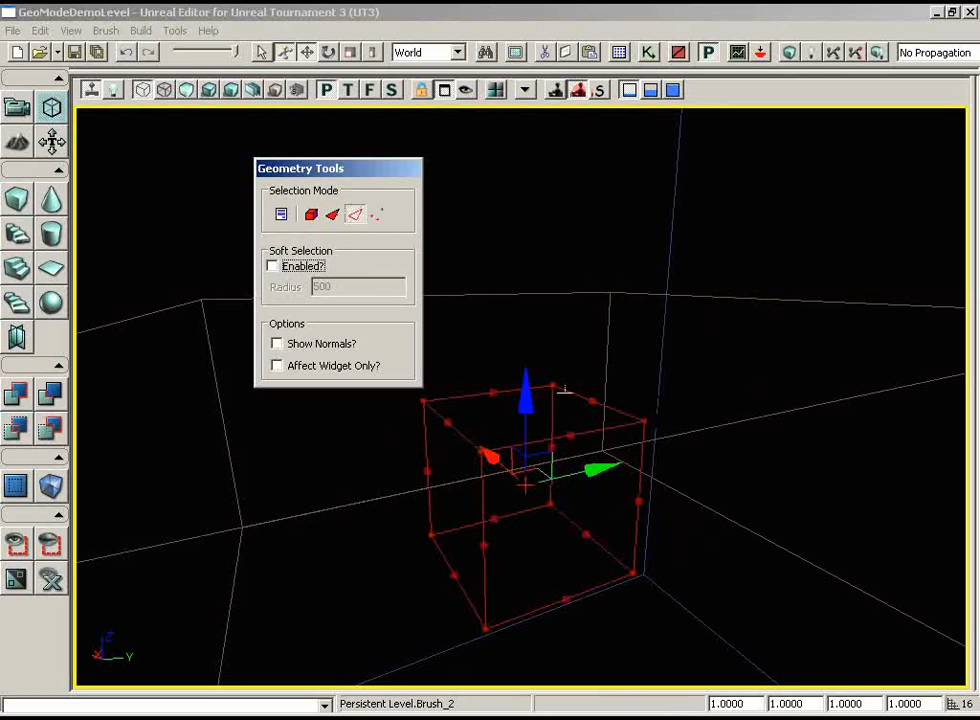 GeoModeDemoLevel - Unreal Editor for Unreal Tournament 3 (UT3)
File Edit View Brush Build Tools Help
World
P
No Propagation
P T F S
S
Geometry Tools
Selection Mode
Soft Selection
Enabled?
Radius 500
Options
Show Normals?
Affect Widget Only?
Z
X Y
Persistent Level.Brush_2
1.0000 1.0000 1.0000 1.0000 16